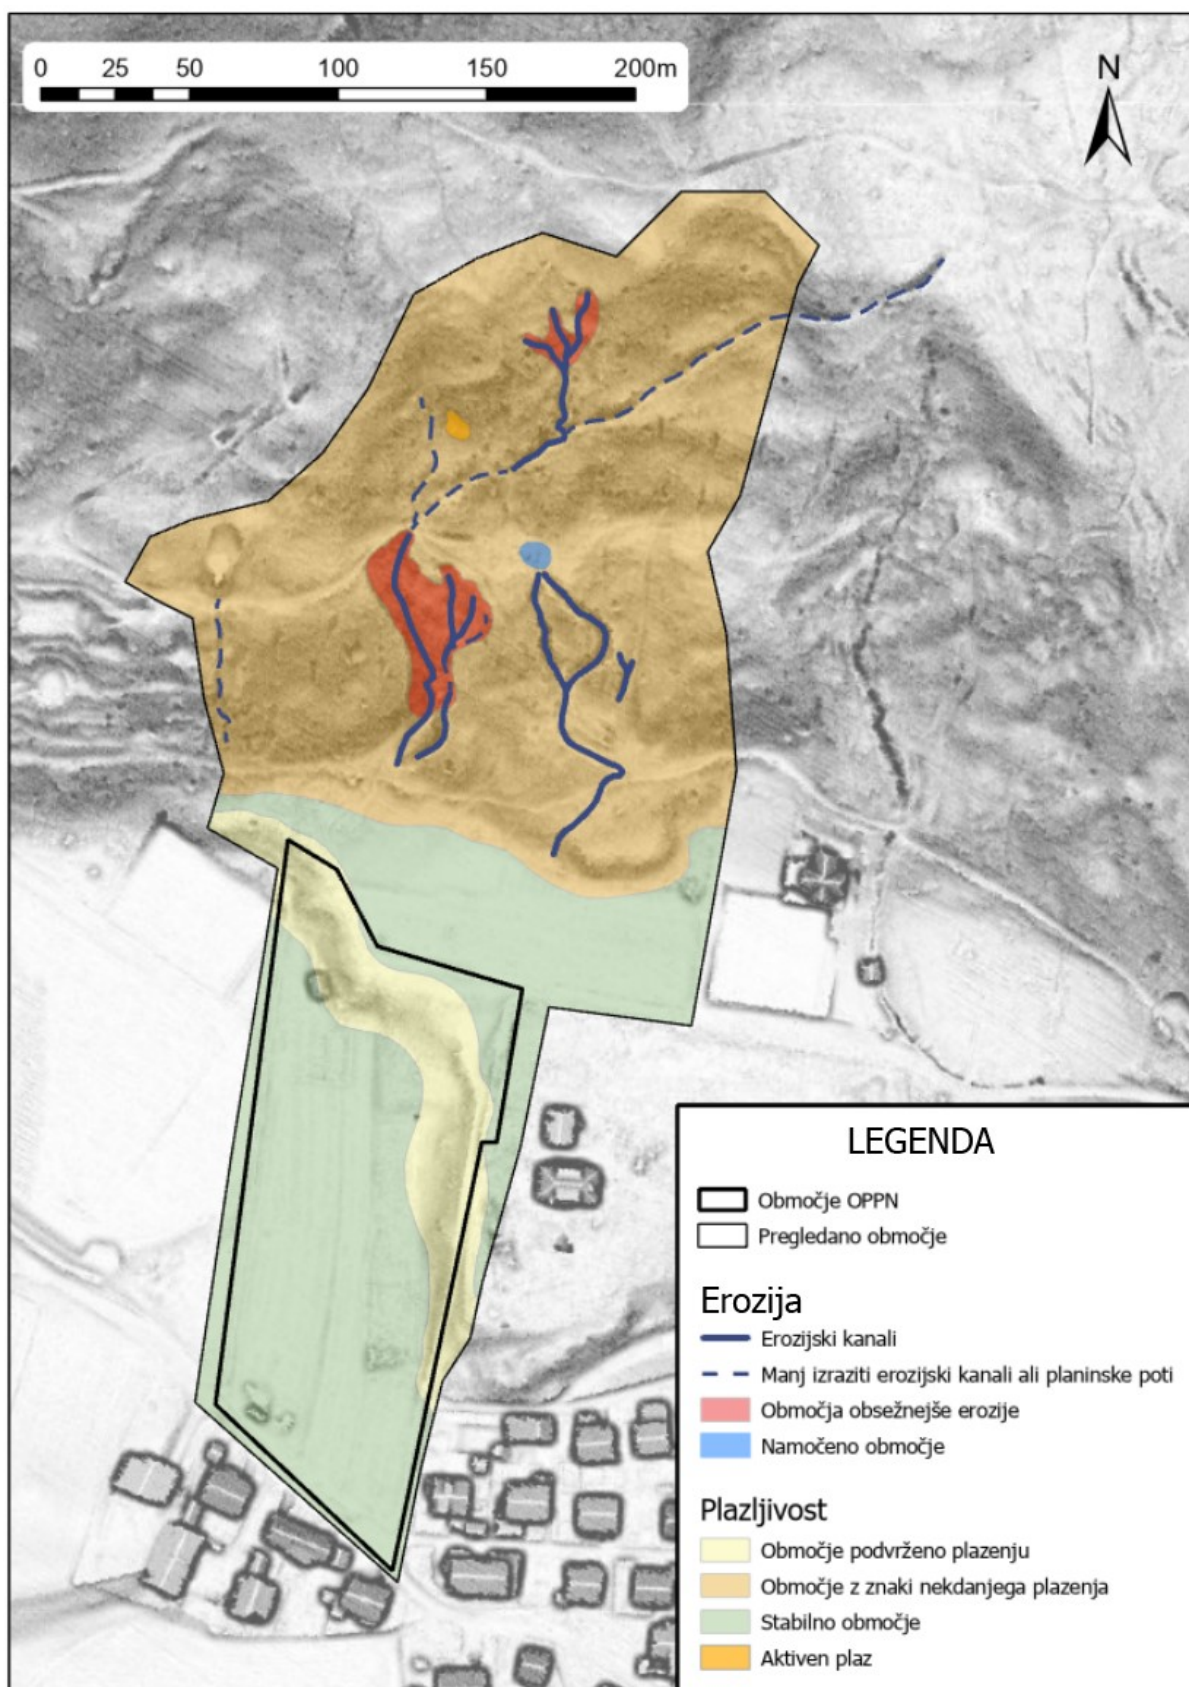 0 25 50 100 150 200m
N
LEGENDA
Območje OPPN
Pregledano območje
Erozija
Erozijski kanali
Manj izraziti erozijski kanali ali planinske poti
Območja obsežnejše erozije
Namočeno območje
Plazljivost
Območje podvrženo plazenju
Območje z znaki nekdanjega plazenja
Stabilno območje
Aktiven plaz